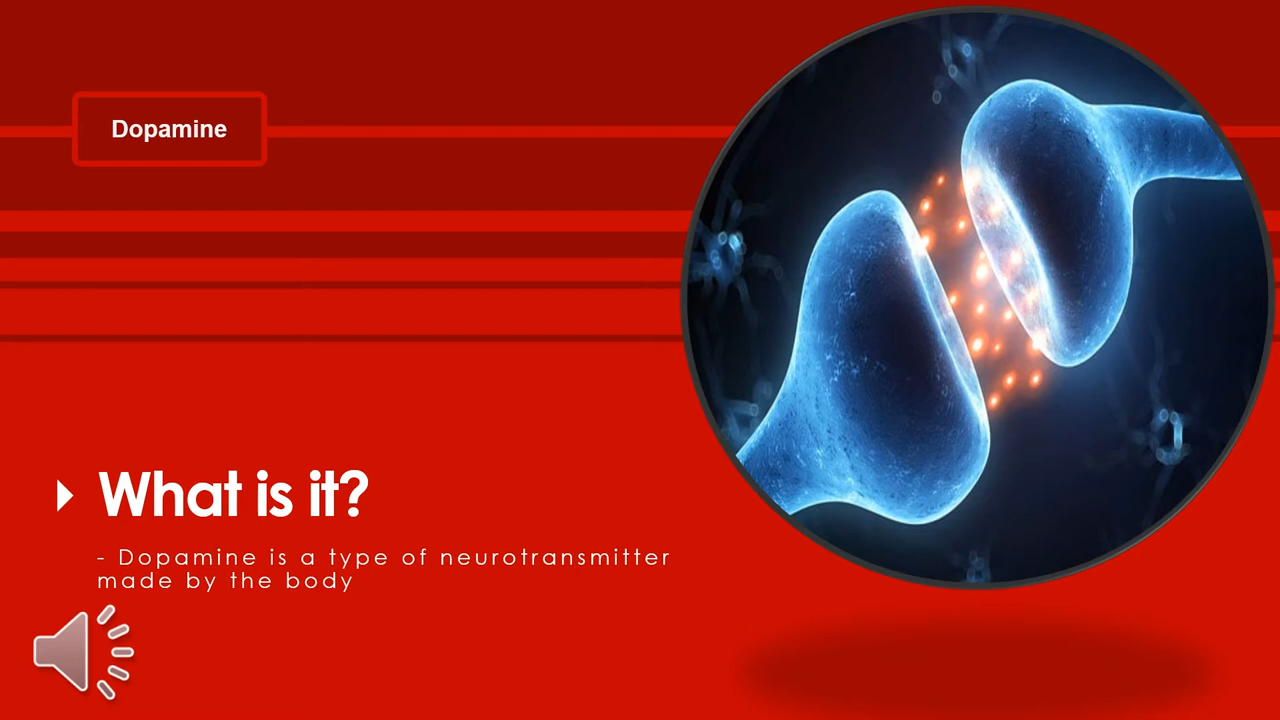 Dopamine
What is it?
- Dopamine is a type of neurotransmitter
made by the body